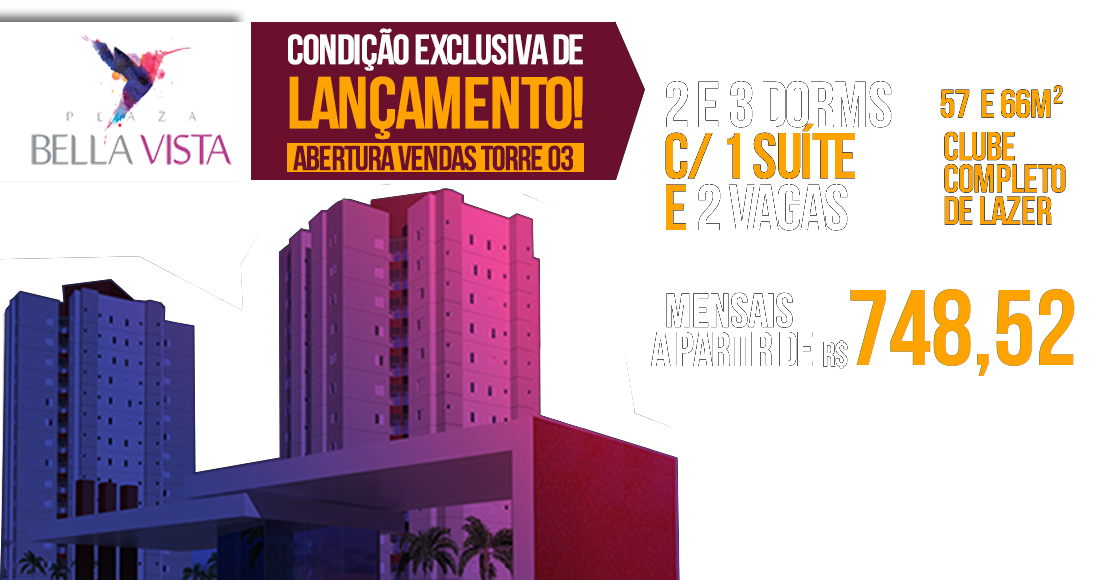 PLAZA
BELLA VISTA
CONDIÇÃO EXCLUSIVA DE
LANÇAMENTO!
ABERTURA VENDAS TORRE 03
2 E 3 DORMS
C/ 1 SUÍTE
E 2 VAGAS
57 E 66M²
CLUBE
COMPLETO
DE LAZER
MENSAIS
A PARTIR DE R$ 748,52